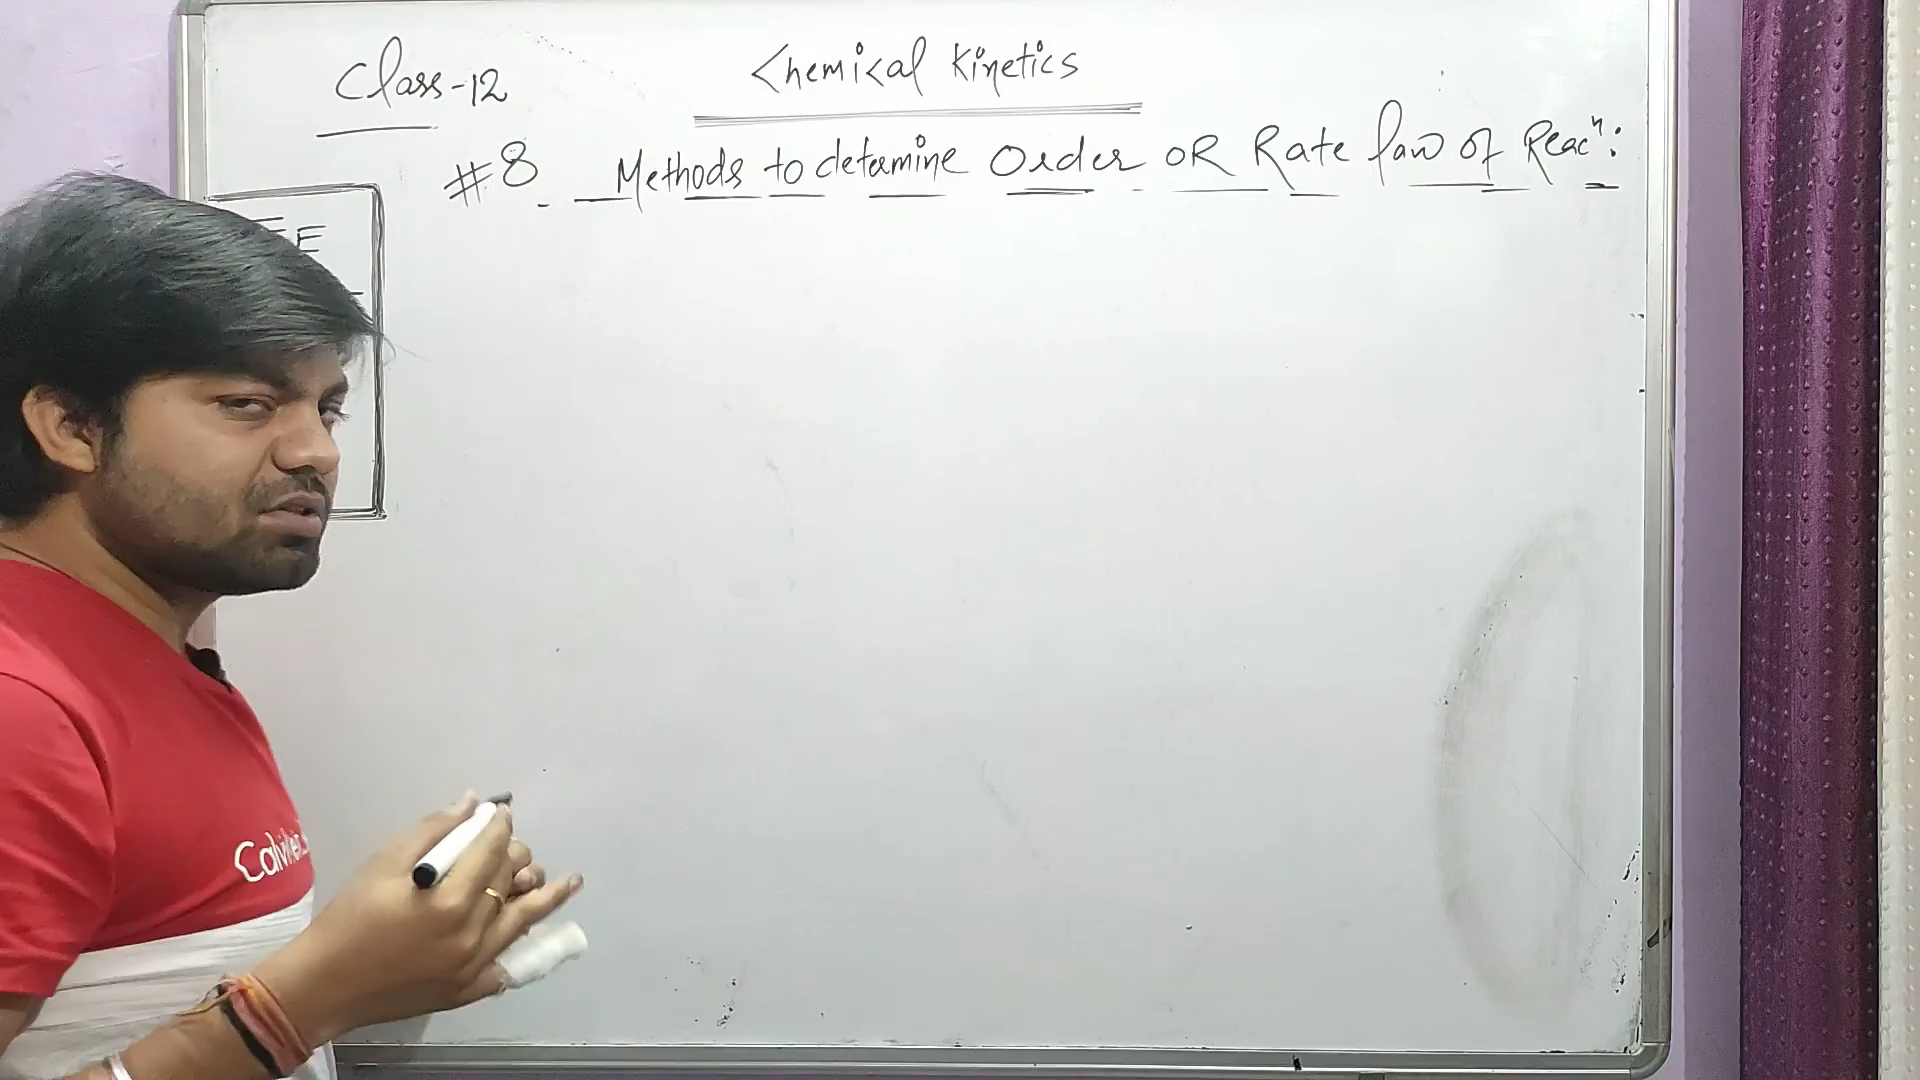 Class-12
Chemical Kinetics
#8 Methods to determine Order OR Rate law of Reacⁿ: